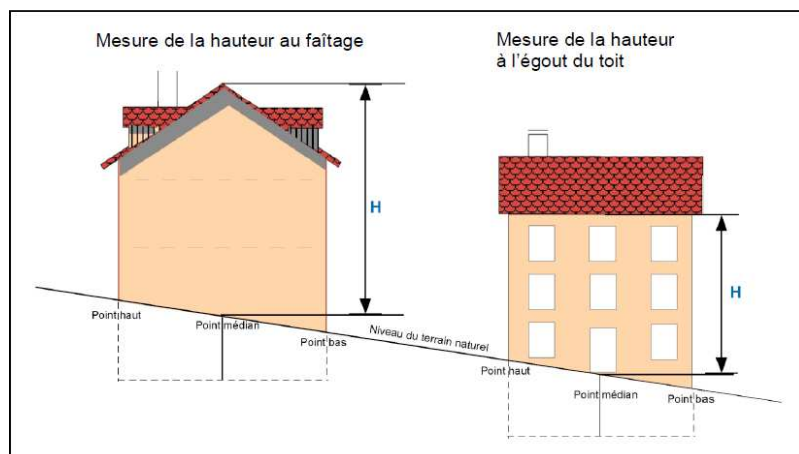 Mesure de la hauteur au faîtage
Mesure de la hauteur
à l'égout du toit
H
H
Point haut
Point médian
Point bas
Niveau du terrain naturel
Point haut
Point médian
Point bas